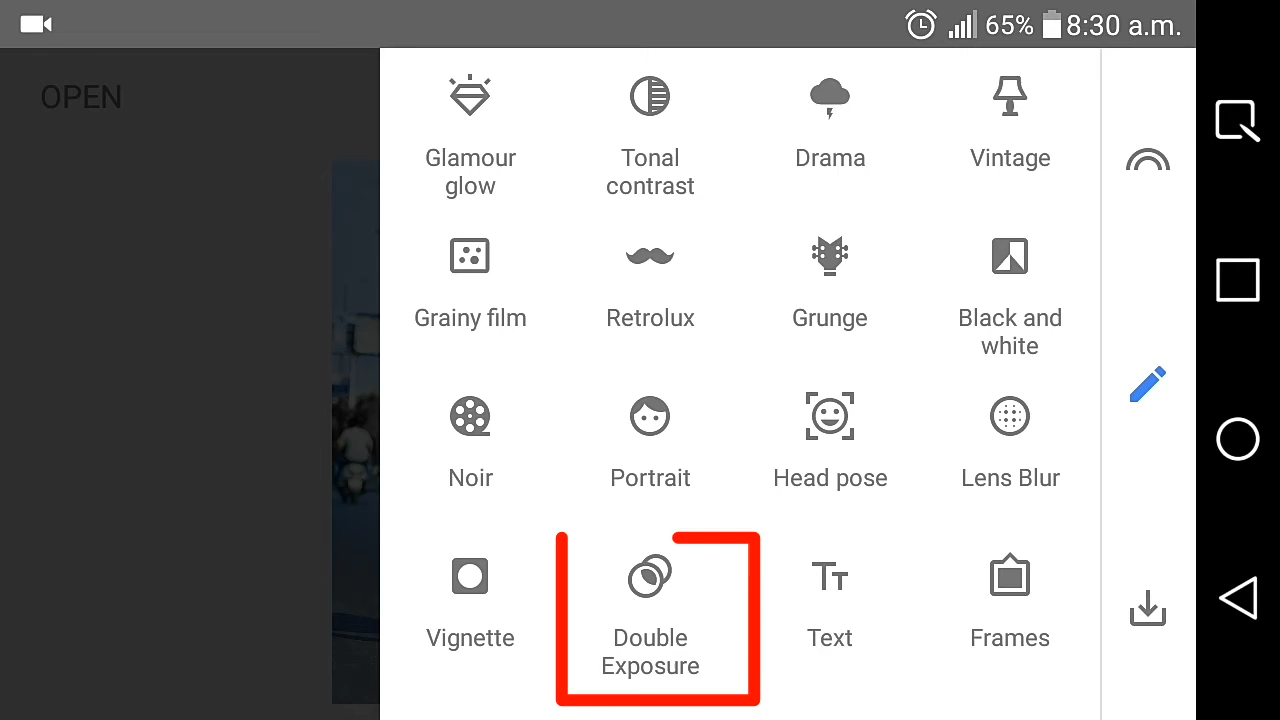 65% 8:30 a.m.
OPEN
Glamour glow
Tonal contrast
Drama
Vintage
Grainy film
Retrolux
Grunge
Black and white
Noir
Portrait
Head pose
Lens Blur
Vignette
Double Exposure
Text
Frames